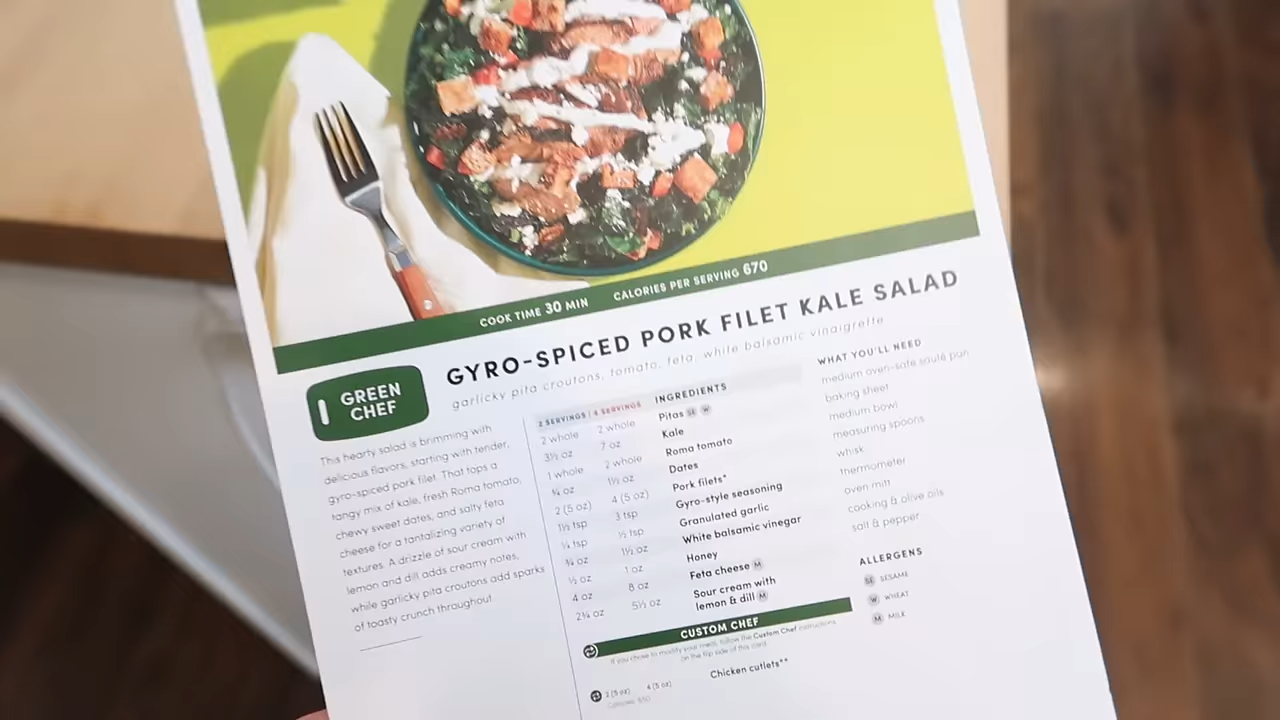 COOK TIME 30 MIN CALORIES PER SERVING 670
GYRO-SPICED PORK FILET KALE SALAD
garlicky pita croutons, tomato, feta, white balsamic vinaigrette
GREEN
CHEF
This hearty salad is brimming with
delicious flavors, starting with tender,
gyro-spiced pork filet. That tops a
tangy mix of kale, fresh Roma tomato,
chewy sweet dates, and salty feta
cheese for a tantalizing variety of
textures. A drizzle of sour cream with
lemon and dill adds creamy notes,
while garlicky pita croutons add sparks
of toasty crunch throughout.
2 SERVINGS | 4 SERVINGS INGREDIENTS
2 whole 2 whole Pitas SE W
3½ oz 7 oz Kale
1 whole 2 whole Roma tomato
¾ oz 1½ oz Dates
2 (5 oz) 4 (5 oz) Pork filets*
1½ tsp 3 tsp Gyro-style seasoning
¼ tsp ½ tsp Granulated garlic
¾ oz 1½ oz White balsamic vinegar
½ oz 1 oz Honey
4 oz 8 oz Feta cheese M
2¾ oz 5½ oz Sour cream with
lemon & dill M
CUSTOM CHEF
If you chose to modify your meal, follow the Custom Chef instructions
on the flip side of this card.
2 (5 oz) 4 (5 oz) Chicken cutlets**
WHAT YOU'LL NEED
medium oven-safe sauté pan
baking sheet
medium bowl
measuring spoons
whisk
thermometer
oven mitt
cooking & olive oils
salt & pepper
ALLERGENS
SE SESAME
W WHEAT
M MILK